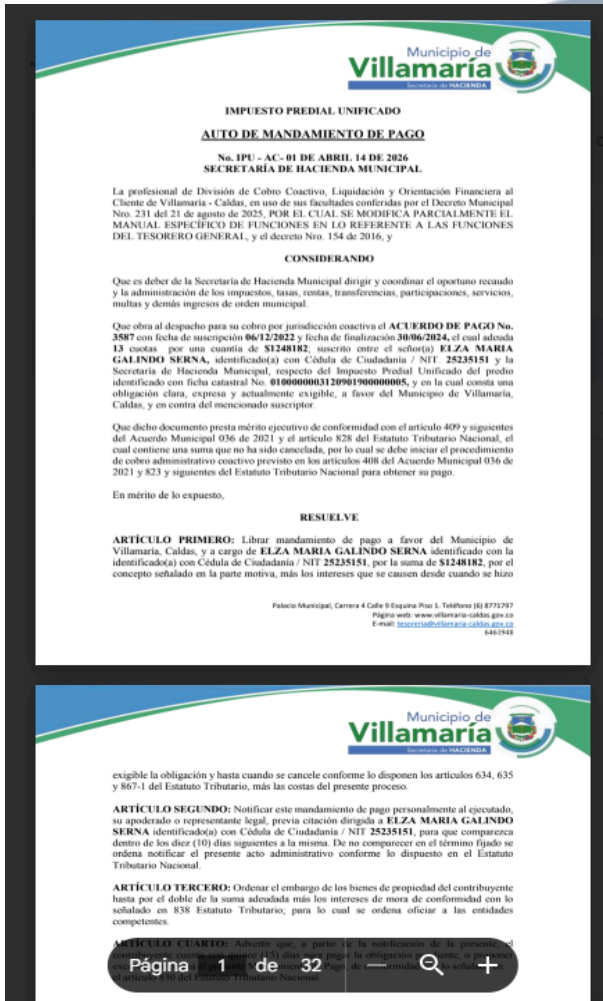 Municipio de
Villamaría
Secretaría de HACIENDA
IMPUESTO PREDIAL UNIFICADO
AUTO DE MANDAMIENTO DE PAGO
No. IPU - AC- 01 DE ABRIL 14 DE 2026
SECRETARÍA DE HACIENDA MUNICIPAL
La profesional de División de Cobro Coactivo, Liquidación y Orientación Financiera al
Cliente de Villamaría - Caldas, en uso de sus facultades conferidas por el Decreto Municipal
Nro. 231 del 21 de agosto de 2025, POR EL CUAL SE MODIFICA PARCIALMENTE EL
MANUAL ESPECÍFICO DE FUNCIONES EN LO REFERENTE A LAS FUNCIONES
DEL TESORERO GENERAL, y el decreto Nro. 154 de 2016, y
CONSIDERANDO
Que es deber de la Secretaría de Hacienda Municipal dirigir y coordinar el oportuno recaudo
y la administración de los impuestos, tasas, rentas, transferencias, participaciones, servicios,
multas y demás ingresos de orden municipal.
Que obra al despacho para su cobro por jurisdicción coactiva el ACUERDO DE PAGO No.
3587 con fecha de suscripción 06/12/2022 y fecha de finalización 30/06/2024, el cual adeuda
13 cuotas por una cuantía de $1248182; suscrito entre el señor(a) ELZA MARIA
GALINDO SERNA, identificado(a) con Cédula de Ciudadanía / NIT. 25235151 y la
Secretaría de Hacienda Municipal, respecto del Impuesto Predial Unificado del predio
identificado con ficha catastral No. 0100000003120901900000005, y en la cual consta una
obligación clara, expresa y actualmente exigible, a favor del Municipio de Villamaría,
Caldas, y en contra del mencionado suscriptor.
Que dicho documento presta mérito ejecutivo de conformidad con el artículo 409 y siguientes
del Acuerdo Municipal 036 de 2021 y el artículo 828 del Estatuto Tributario Nacional, el
cual contiene una suma que no ha sido cancelada, por lo cual se debe iniciar el procedimiento
de cobro administrativo coactivo previsto en los artículos 408 del Acuerdo Municipal 036 de
2021 y 823 y siguientes del Estatuto Tributario Nacional para obtener su pago.
En mérito de lo expuesto,
RESUELVE
ARTÍCULO PRIMERO: Librar mandamiento de pago a favor del Municipio de
Villamaría, Caldas, y a cargo de ELZA MARIA GALINDO SERNA identificado con la
identificado(a) con Cédula de Ciudadanía / NIT 25235151, por la suma de $1248182, por el
concepto señalado en la parte motiva, más los intereses que se causen desde cuando se hizo
Palacio Municipal, Carrera 4 Calle 9 Esquina Piso 1. Teléfono (6) 8771797
Página web: www.villamaria-caldas.gov.co
E-mail: tesoreria@villamaria-caldas.gov.co
6461948
Municipio de
Villamaría
Secretaría de HACIENDA
exigible la obligación y hasta cuando se cancele conforme lo disponen los artículos 634, 635
y 867-1 del Estatuto Tributario, más las costas del presente proceso.
ARTÍCULO SEGUNDO: Notificar este mandamiento de pago personalmente al ejecutado,
su apoderado o representante legal, previa citación dirigida a ELZA MARIA GALINDO
SERNA identificado(a) con Cédula de Ciudadanía / NIT 25235151, para que comparezca
dentro de los diez (10) días siguientes a la misma. De no comparecer en el término fijado se
ordena notificar el presente acto administrativo conforme lo dispuesto en el Estatuto
Tributario Nacional.
ARTÍCULO TERCERO: Ordenar el embargo de los bienes de propiedad del contribuyente
hasta por el doble de la suma adeudada más los intereses de mora de conformidad con lo
señalado en 838 Estatuto Tributario; para lo cual se ordena oficiar a las entidades
competentes.
ARTÍCULO CUARTO: Advertir que, a partir de la notificación de la presente, el
Página 1 de 32